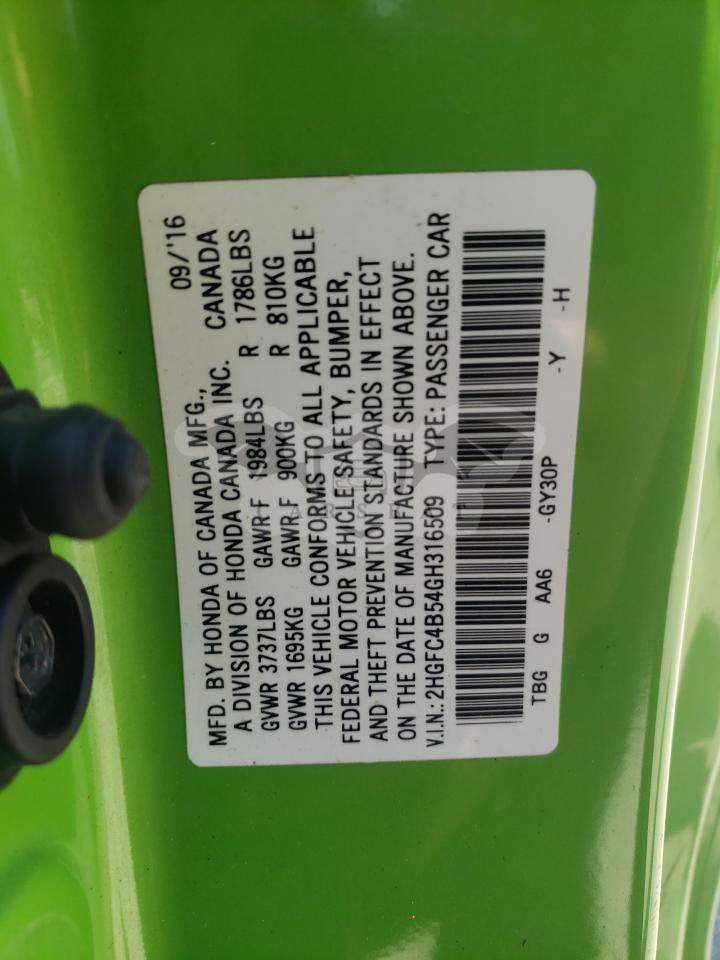 MFD. BY HONDA OF CANADA MFG., 09/'16
A DIVISION OF HONDA CANADA INC. CANADA
GVWR 3737LBS GAWR F 1984LBS R 1786LBS
GVWR 1695KG GAWR F 900KG R 810KG
THIS VEHICLE CONFORMS TO ALL APPLICABLE
FEDERAL MOTOR VEHICLE SAFETY, BUMPER,
AND THEFT PREVENTION STANDARDS IN EFFECT
ON THE DATE OF MANUFACTURE SHOWN ABOVE.
V.I.N.: 2HGFC4B54GH316509 TYPE: PASSENGER CAR
TBG G AA6 -GY30P -Y -H